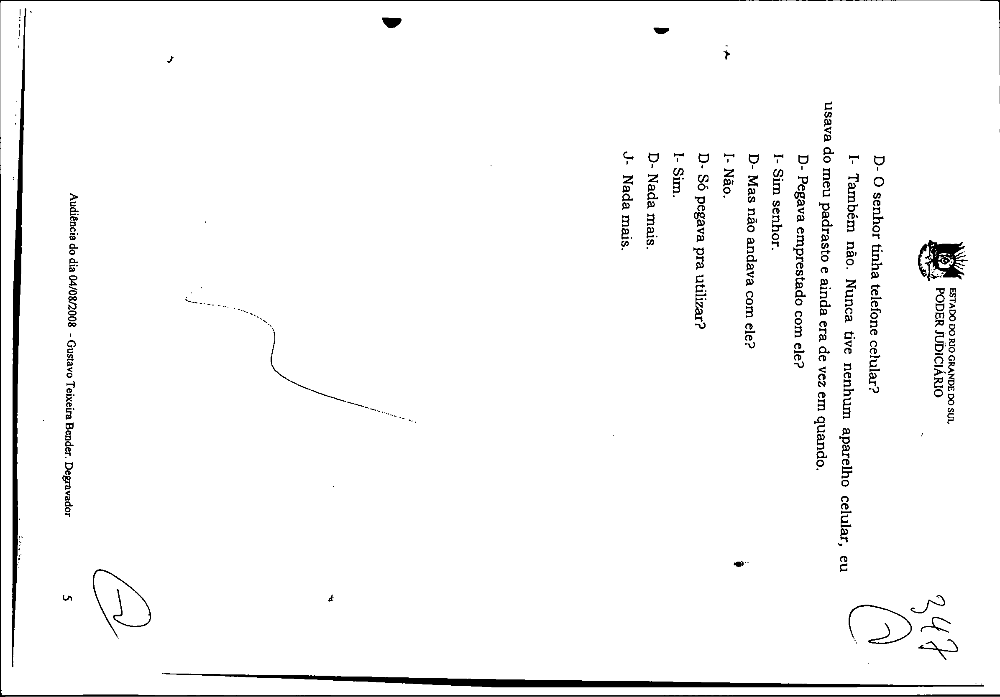 347
ESTADO DO RIO GRANDE DO SUL
PODER JUDICIÁRIO
D- O senhor tinha telefone celular?
I- Também não. Nunca tive nenhum aparelho celular, eu
usava do meu padrasto e ainda era de vez em quando.
D- Pegava emprestado com ele?
I- Sim senhor.
D- Mas não andava com ele?
I- Não.
D- Só pegava pra utilizar?
I- Sim.
D- Nada mais.
J- Nada mais.
Audiência do dia 04/08/2008 - Gustavo Teixeira Bender. Degravador
5